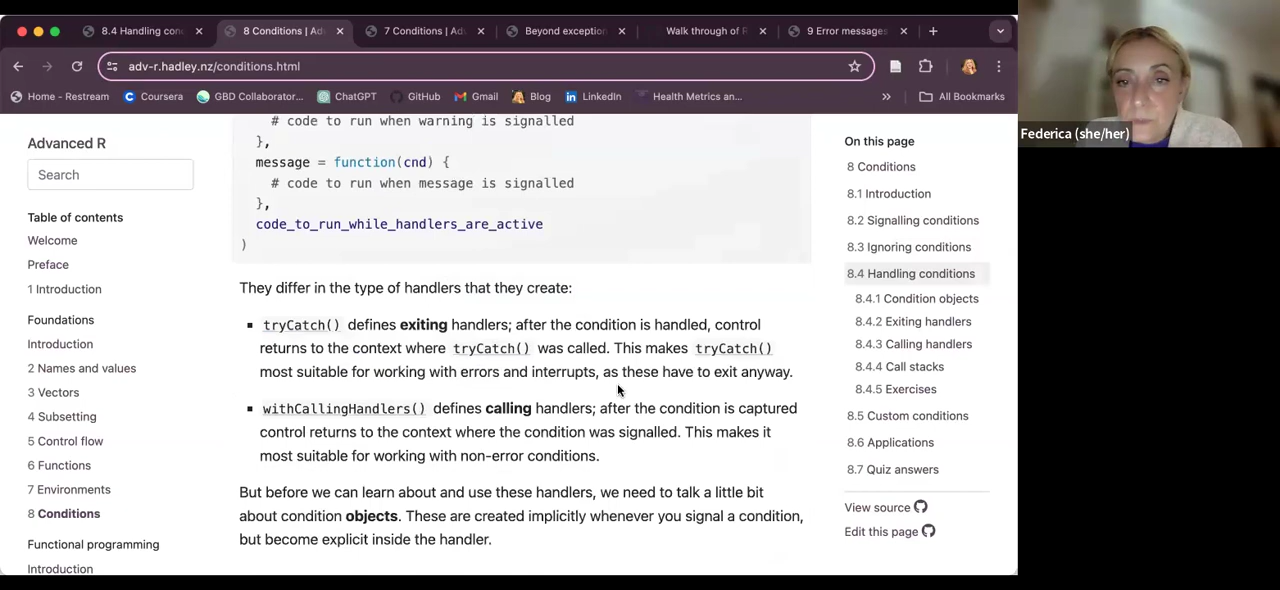 8.4 Handling con
8 Conditions | Adv
7 Conditions | Adv
Beyond exception
Walk through of R
9 Error messages
adv-r.hadley.nz/conditions.html
Home - Restream
Coursera
GBD Collaborator...
ChatGPT
GitHub
Gmail
Blog
LinkedIn
Health Metrics an...
»
All Bookmarks
Advanced R
Search
Table of contents
Welcome
Preface
1 Introduction
Foundations
Introduction
2 Names and values
3 Vectors
4 Subsetting
5 Control flow
6 Functions
7 Environments
8 Conditions
Functional programming
Introduction
# code to run when warning is signalled
},
message = function(cnd) {
# code to run when message is signalled
},
code_to_run_while_handlers_are_active
)
They differ in the type of handlers that they create:
tryCatch() defines exiting handlers; after the condition is handled, control
returns to the context where tryCatch() was called. This makes tryCatch()
most suitable for working with errors and interrupts, as these have to exit anyway.
withCallingHandlers() defines calling handlers; after the condition is captured
control returns to the context where the condition was signalled. This makes it
most suitable for working with non-error conditions.
But before we can learn about and use these handlers, we need to talk a little bit
about condition objects. These are created implicitly whenever you signal a condition,
but become explicit inside the handler.
On this page
8 Conditions
8.1 Introduction
8.2 Signalling conditions
8.3 Ignoring conditions
8.4 Handling conditions
8.4.1 Condition objects
8.4.2 Exiting handlers
8.4.3 Calling handlers
8.4.4 Call stacks
8.4.5 Exercises
8.5 Custom conditions
8.6 Applications
8.7 Quiz answers
View source
Edit this page
Federica (she/her)